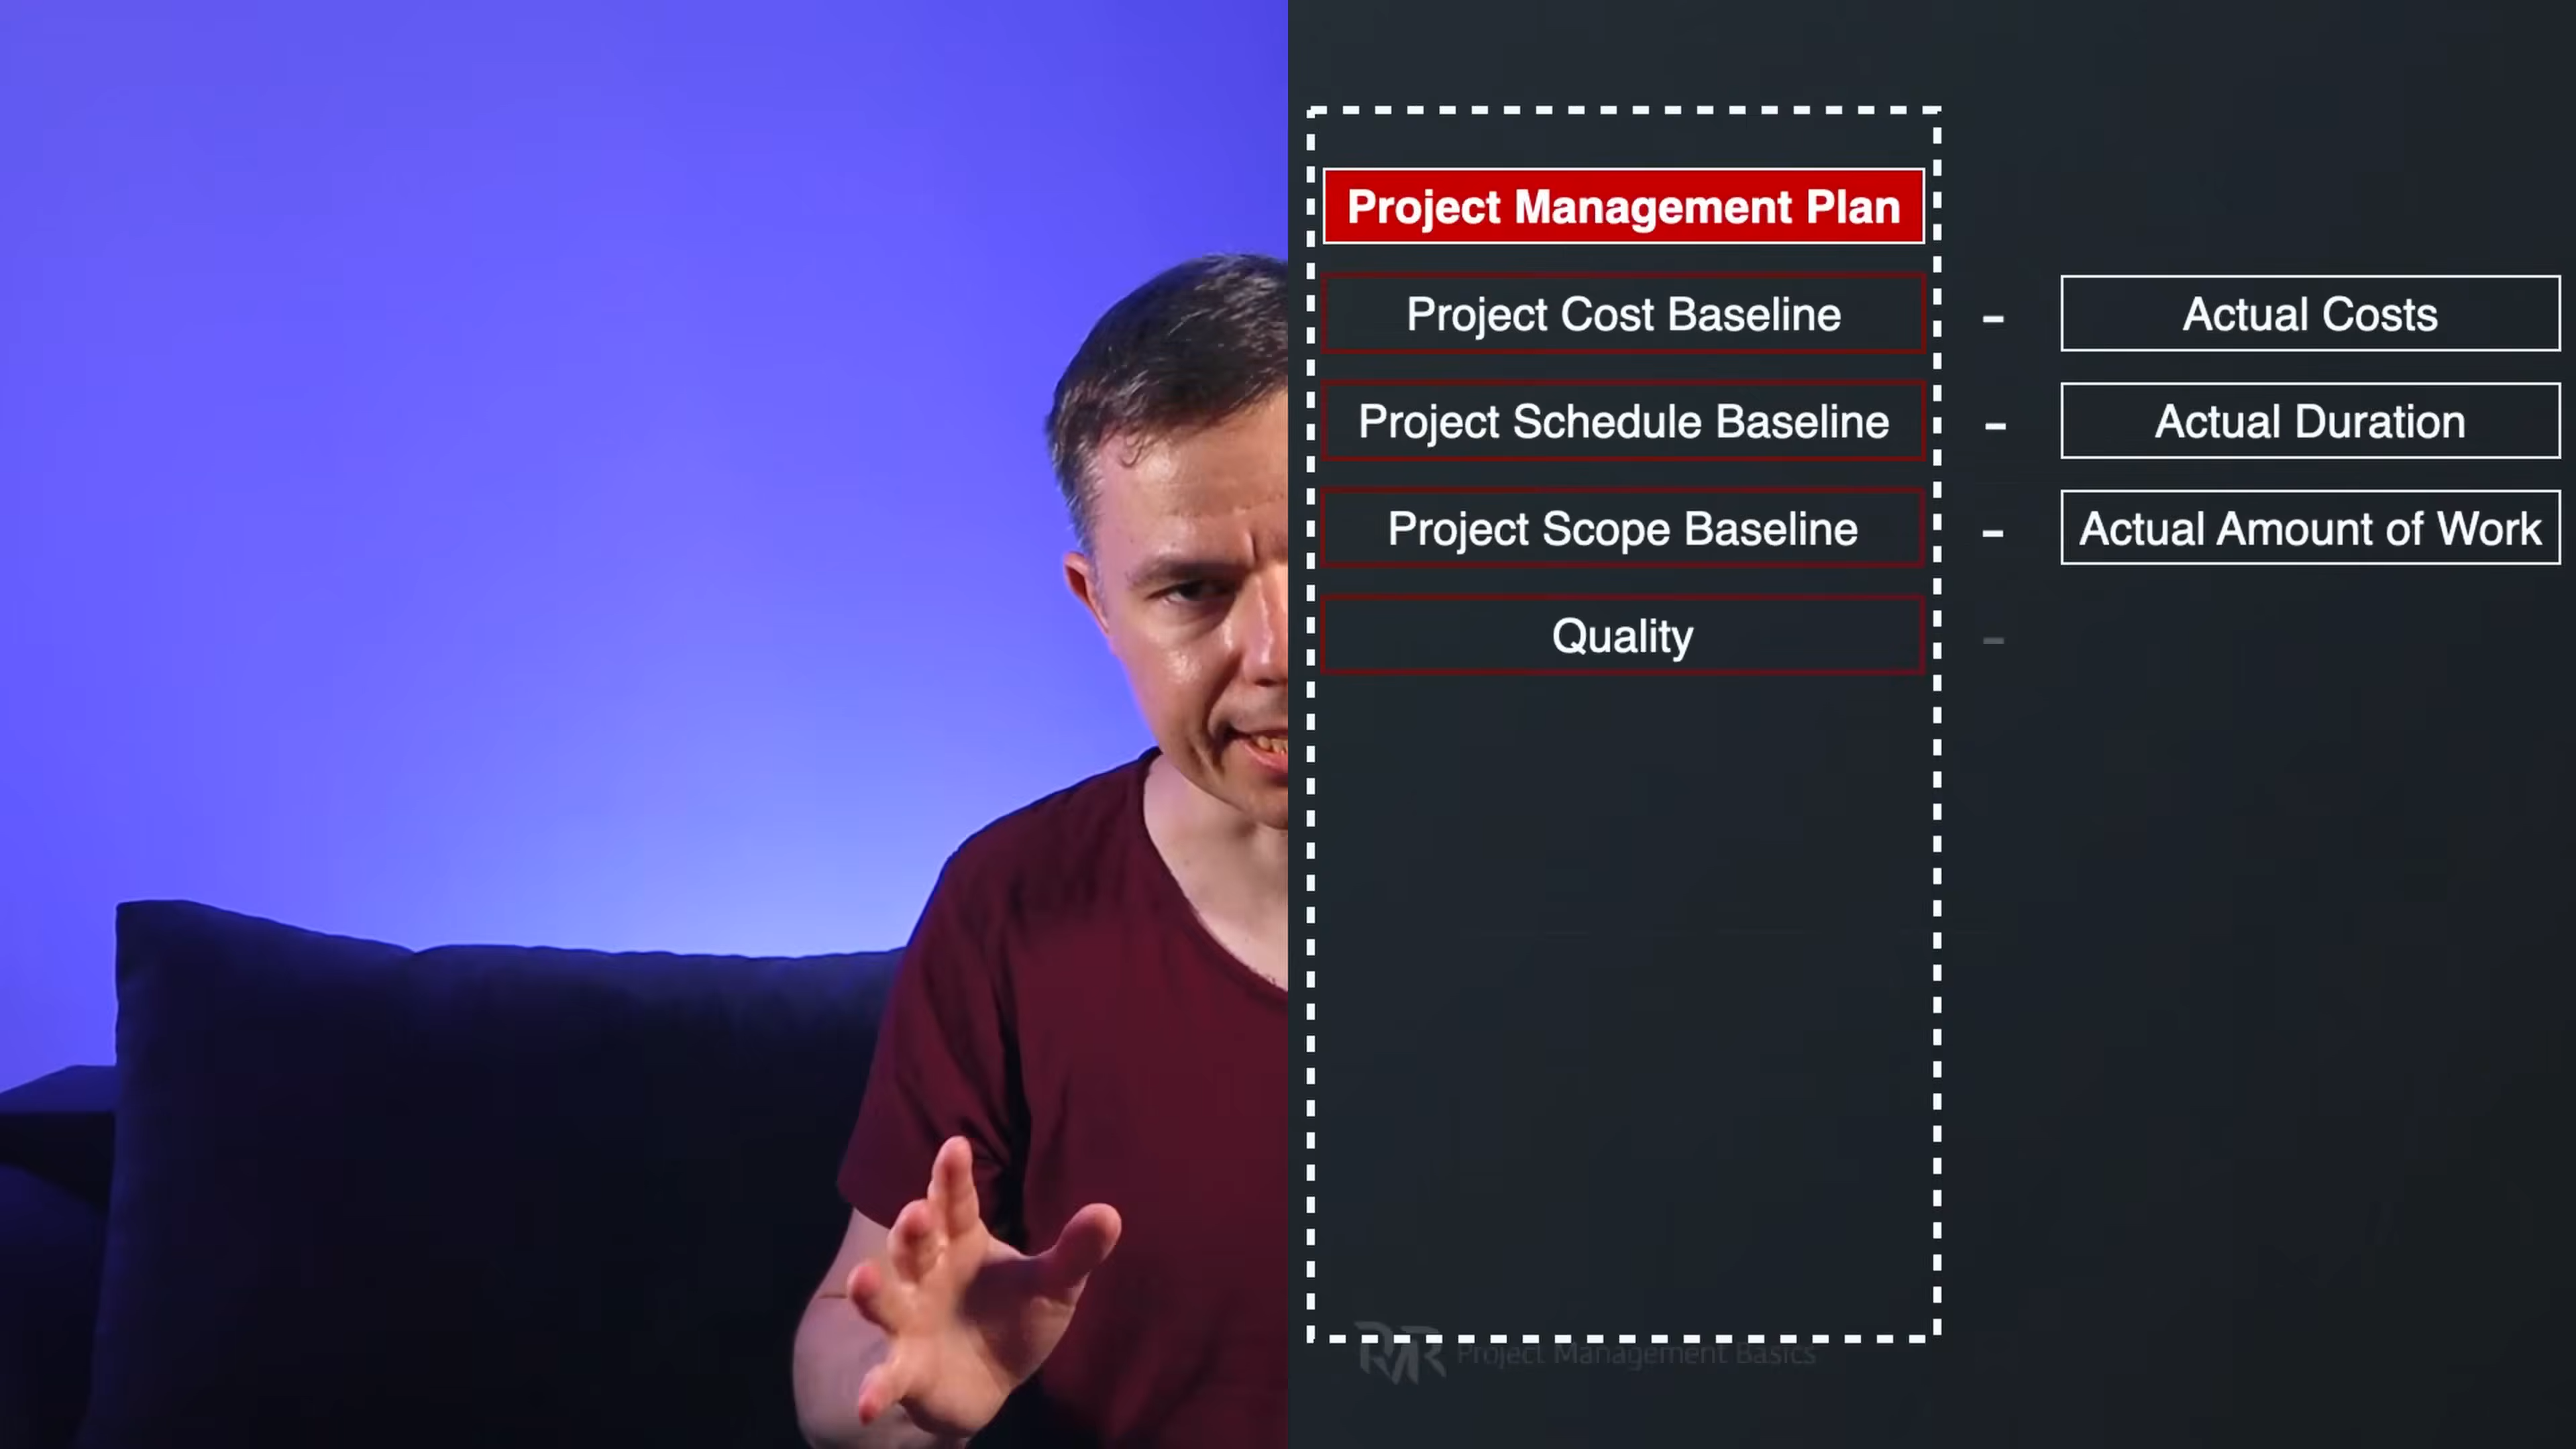 Project Management Plan
Project Cost Baseline - Actual Costs
Project Schedule Baseline - Actual Duration
Project Scope Baseline - Actual Amount of Work
Quality -
Project Management Basics